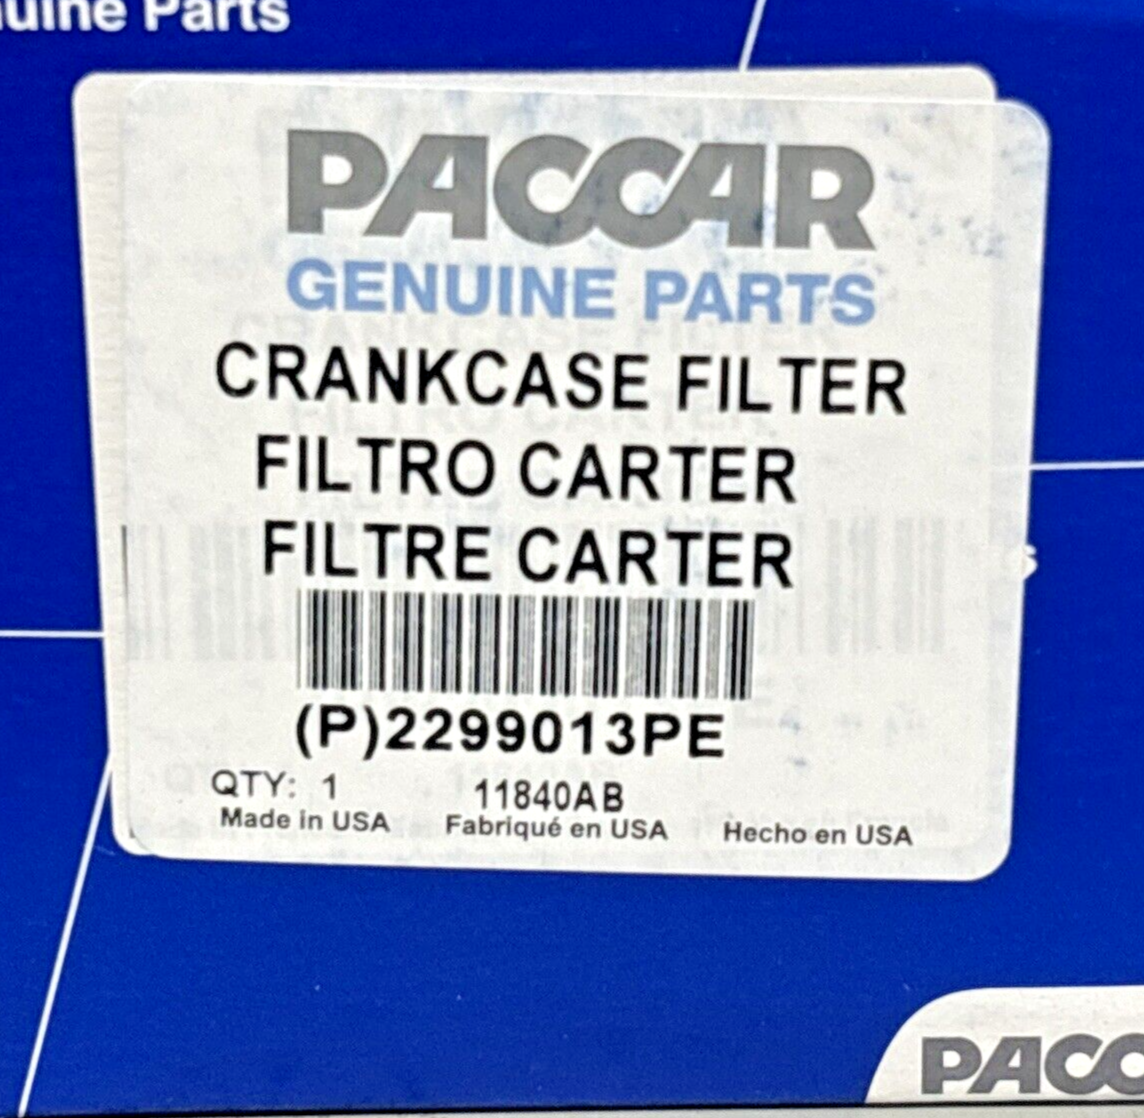 Genuine Parts
PACCAR
GENUINE PARTS
CRANKCASE FILTER
FILTRO CARTER
FILTRE CARTER
(P)2299013PE
QTY: 1 11840AB
Made in USA Fabriqué en USA Hecho en USA
PACC